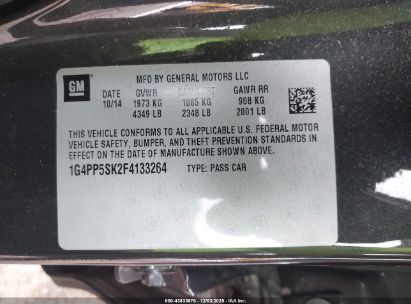 MFD BY GENERAL MOTORS LLC
GM
DATE GVWR GAWR FRT GAWR RR
10/14 1973 KG 1065 KG 908 KG
4349 LB 2348 LB 2001 LB
THIS VEHICLE CONFORMS TO ALL APPLICABLE U.S. FEDERAL MOTOR
VEHICLE SAFETY, BUMPER, AND THEFT PREVENTION STANDARDS
IN EFFECT ON THE DATE OF MANUFACTURE SHOWN ABOVE.
1G4PP5SK2F4133264 TYPE: PASS CAR